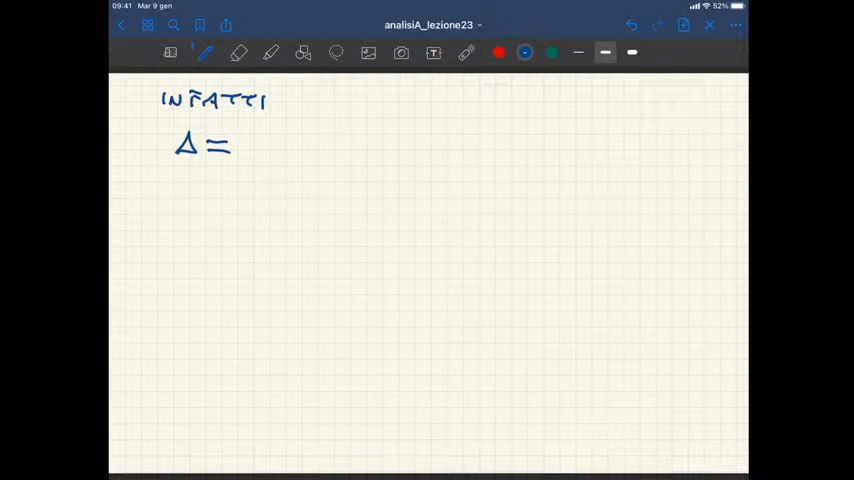 09:41 Mar 9 gen 52%
analisiA_lezione23
T
INFATTI
Δ =